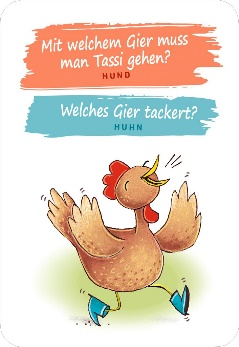 Mit welchem Gier muss
man Tassi gehen?
HUND
Welches Gier tackert?
HUHN